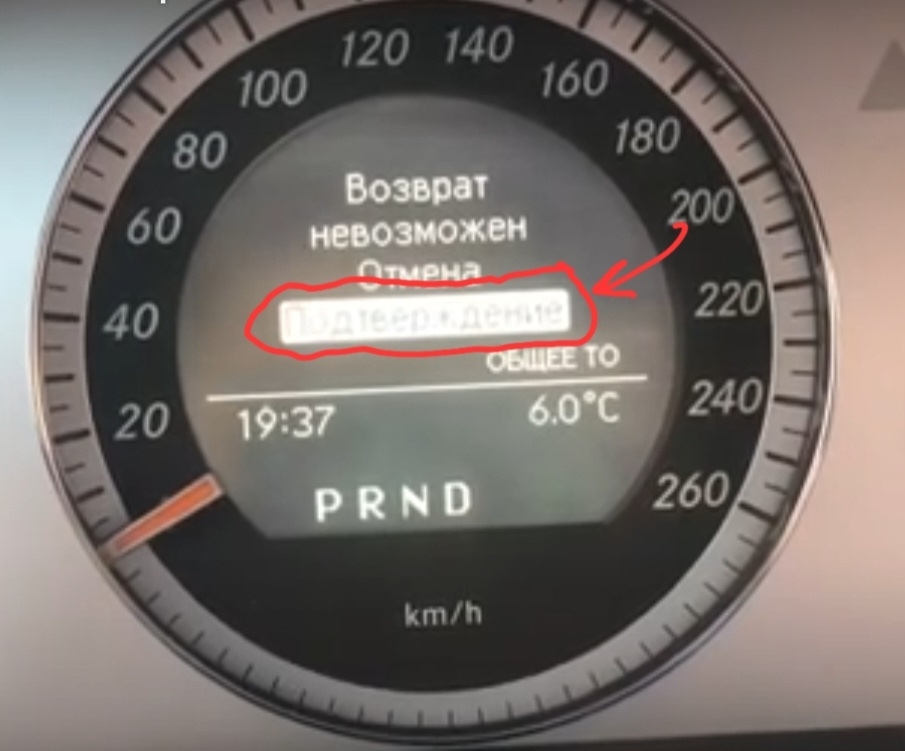 120 140
100 160
80 180
60 200
40 220
20 240
260
Возврат
невозможен
Отмена
Подтверждение
ОБЩЕЕ ТО
19:37 6.0°C
PRND
km/h